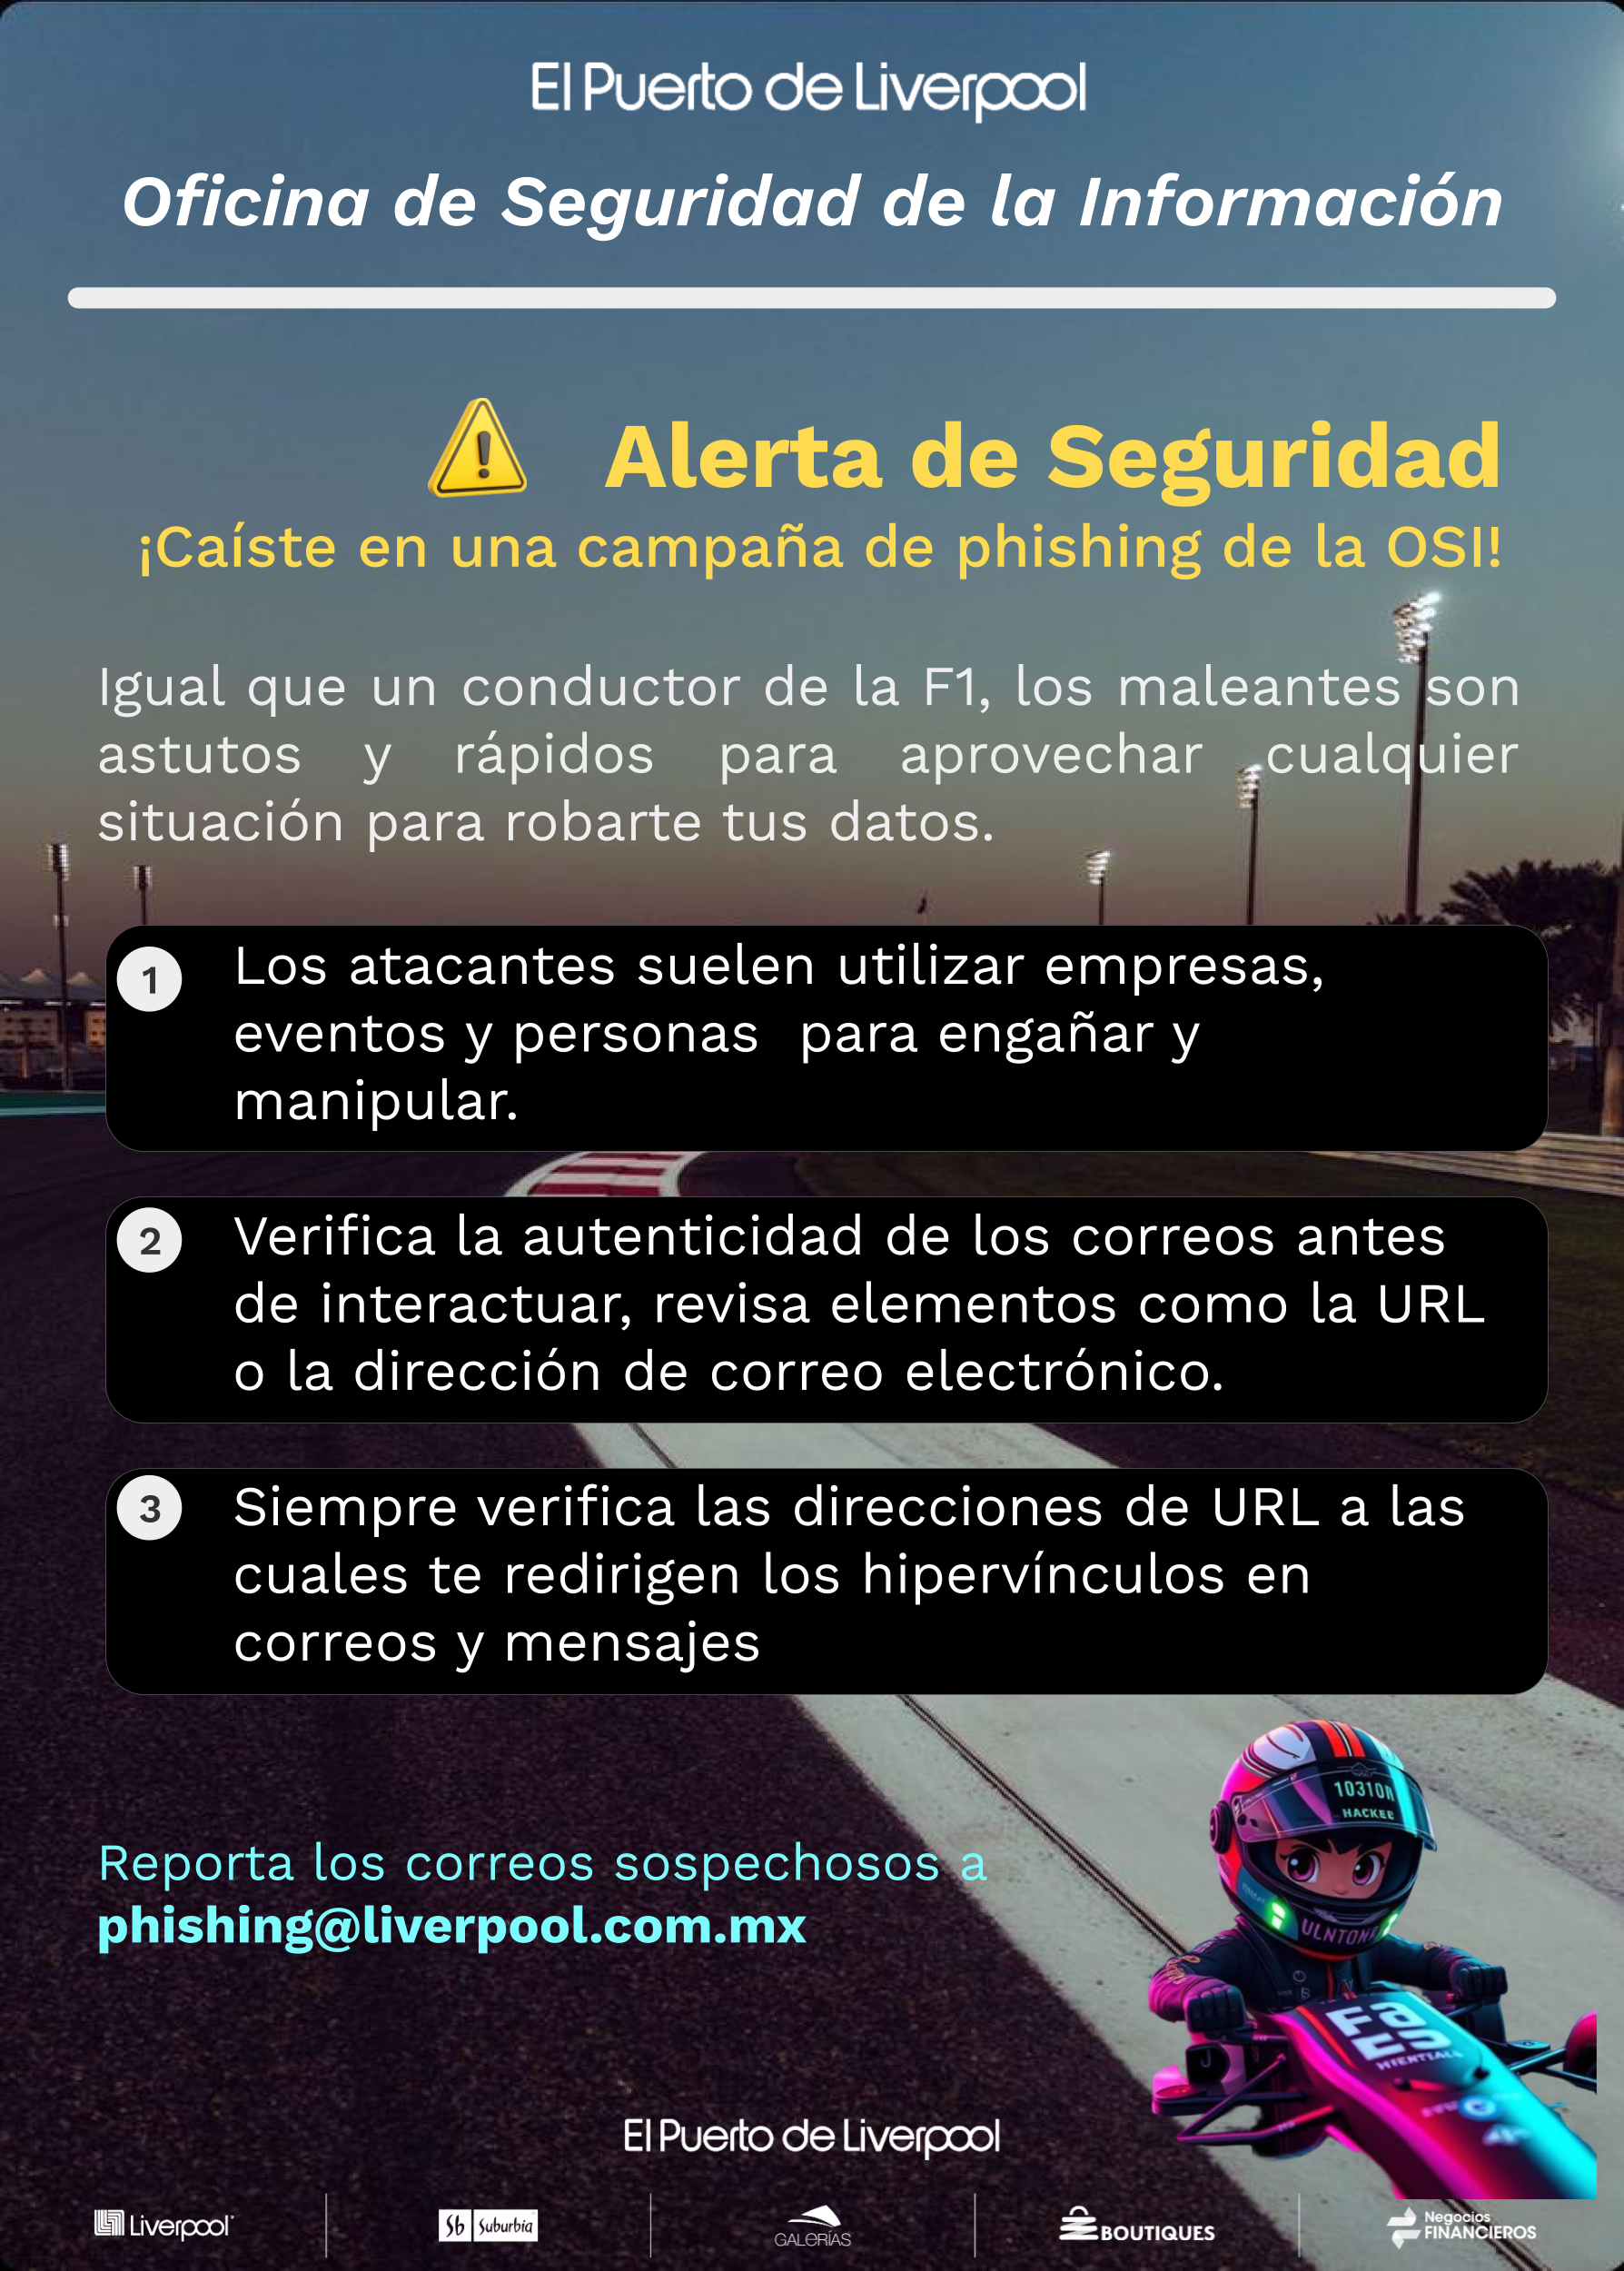 El Puerto de Liverpool
Oficina de Seguridad de la Información
Alerta de Seguridad
¡Caíste en una campaña de phishing de la OSI!
Igual que un conductor de la F1, los maleantes son
astutos y rápidos para aprovechar cualquier
situación para robarte tus datos.
1
Los atacantes suelen utilizar empresas,
eventos y personas para engañar y
manipular.
2
Verifica la autenticidad de los correos antes
de interactuar, revisa elementos como la URL
o la dirección de correo electrónico.
3
Siempre verifica las direcciones de URL a las
cuales te redirigen los hipervínculos en
correos y mensajes
Reporta los correos sospechosos a
phishing@liverpool.com.mx
10310R
HACKEE
El Puerto de Liverpool
Liverpool
Sb Suburbia
GALERÍAS
BOUTIQUES
Negocios
FINANCIEROS